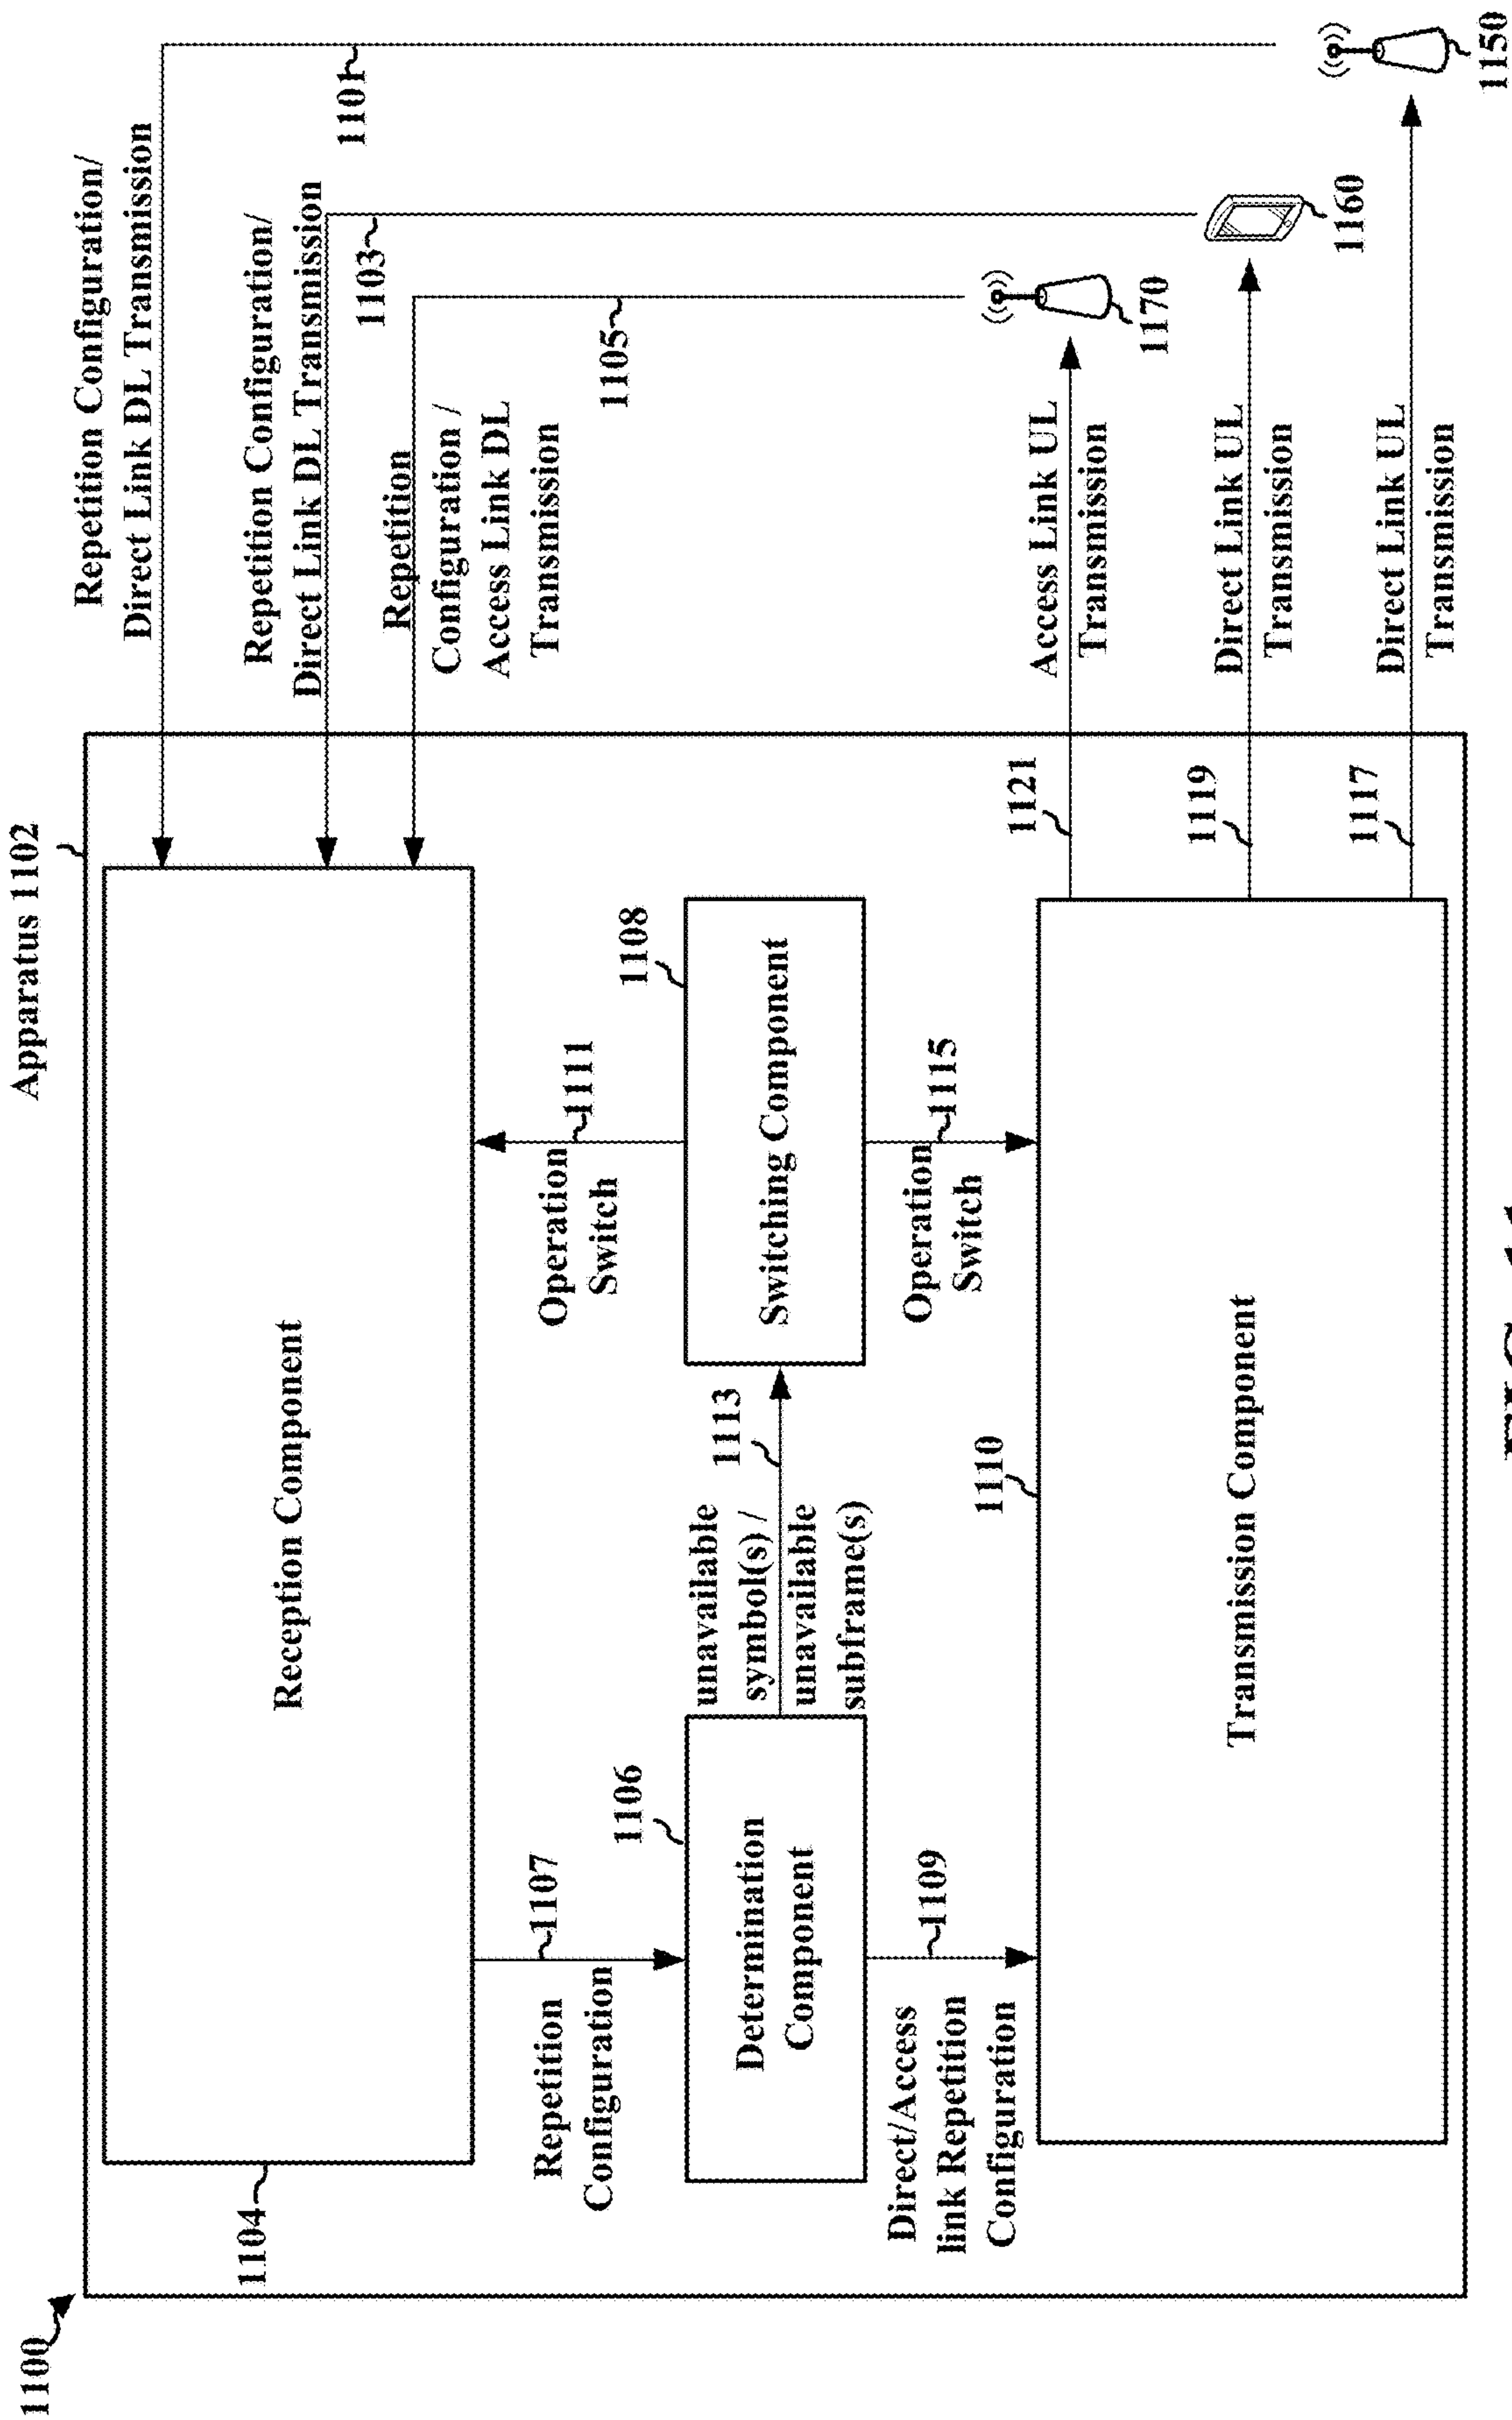 1100
Apparatus 1102
1104
Reception Component
Repetition Configuration/
Direct Link DL Transmission
1101
Repetition Configuration/
Direct Link DL Transmission
1103
Repetition
Configuration /
Access Link DL
Transmission
1105
1107
Repetition
Configuration
1106
Determination
Component
unavailable
symbol(s) /
unavailable
subframe(s)
1113
1108
Switching Component
1111
Operation
Switch
1115
Operation
Switch
1109
Direct/Access
link Repetition
Configuration
1110
Transmission Component
1121
Access Link UL
Transmission
1170
1119
Direct Link UL
Transmission
1160
1117
Direct Link UL
Transmission
1150